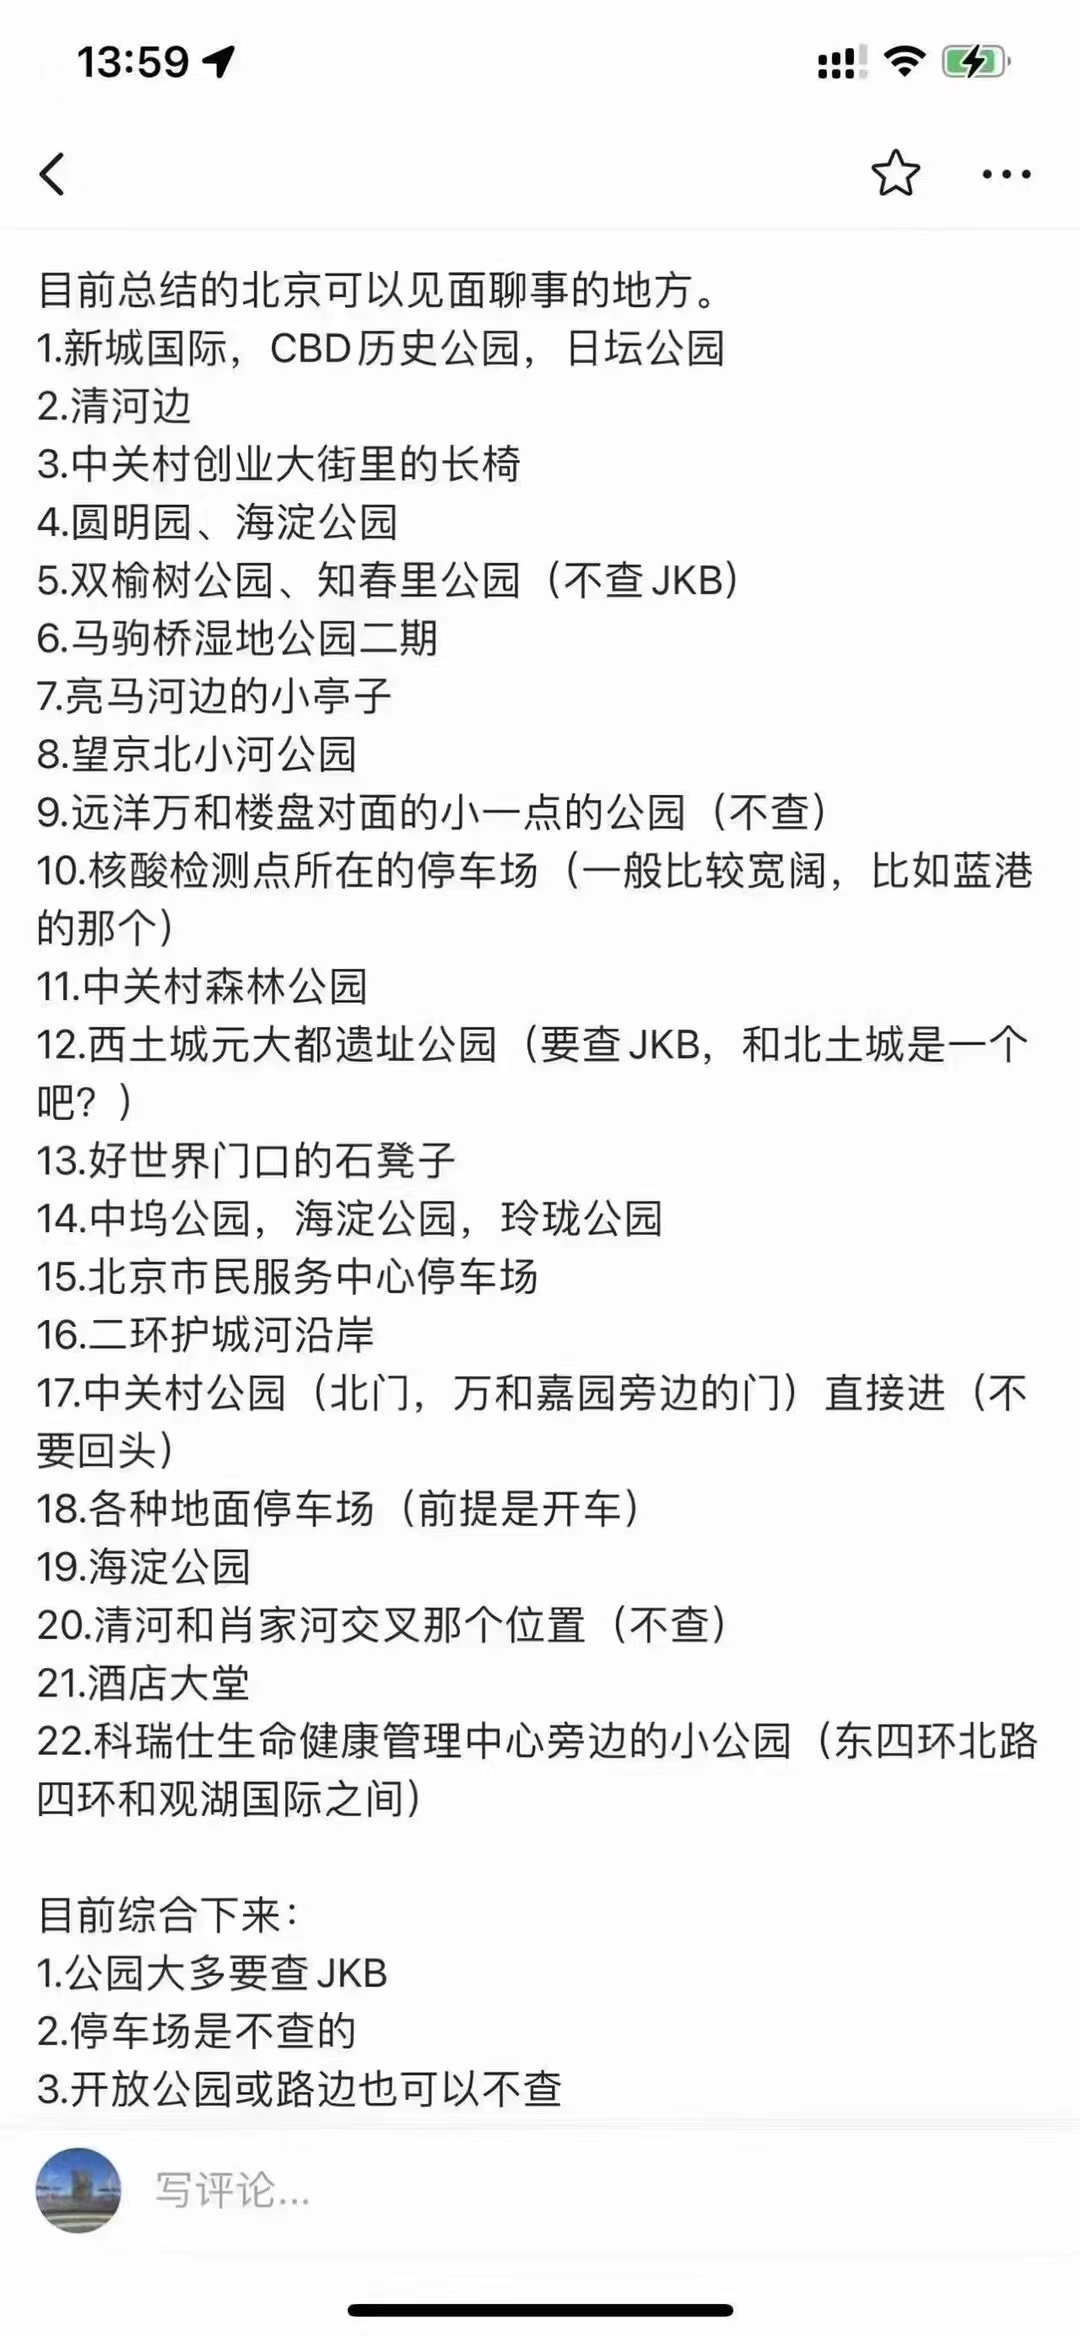 13:59
目前总结的北京可以见面聊事的地方。
1.新城国际，CBD历史公园，日坛公园
2.清河边
3.中关村创业大街里的长椅
4.圆明园、海淀公园
5.双榆树公园、知春里公园（不查JKB）
6.马驹桥湿地公园二期
7.亮马河边的小亭子
8.望京北小河公园
9.远洋万和楼盘对面的小一点的公园（不查）
10.核酸检测点所在的停车场（一般比较宽阔，比如蓝港
的那个）
11.中关村森林公园
12.西土城元大都遗址公园（要查JKB，和北土城是一个
吧？）
13.好世界门口的石凳子
14.中坞公园，海淀公园，玲珑公园
15.北京市民服务中心停车场
16.二环护城河沿岸
17.中关村公园（北门，万和嘉园旁边的门）直接进（不
要回头）
18.各种地面停车场（前提是开车）
19.海淀公园
20.清河和肖家河交叉那个位置（不查）
21.酒店大堂
22.科瑞仕生命健康管理中心旁边的小公园（东四环北路
四环和观湖国际之间）
目前综合下来：
1.公园大多要查JKB
2.停车场是不查的
3.开放公园或路边也可以不查
写评论...